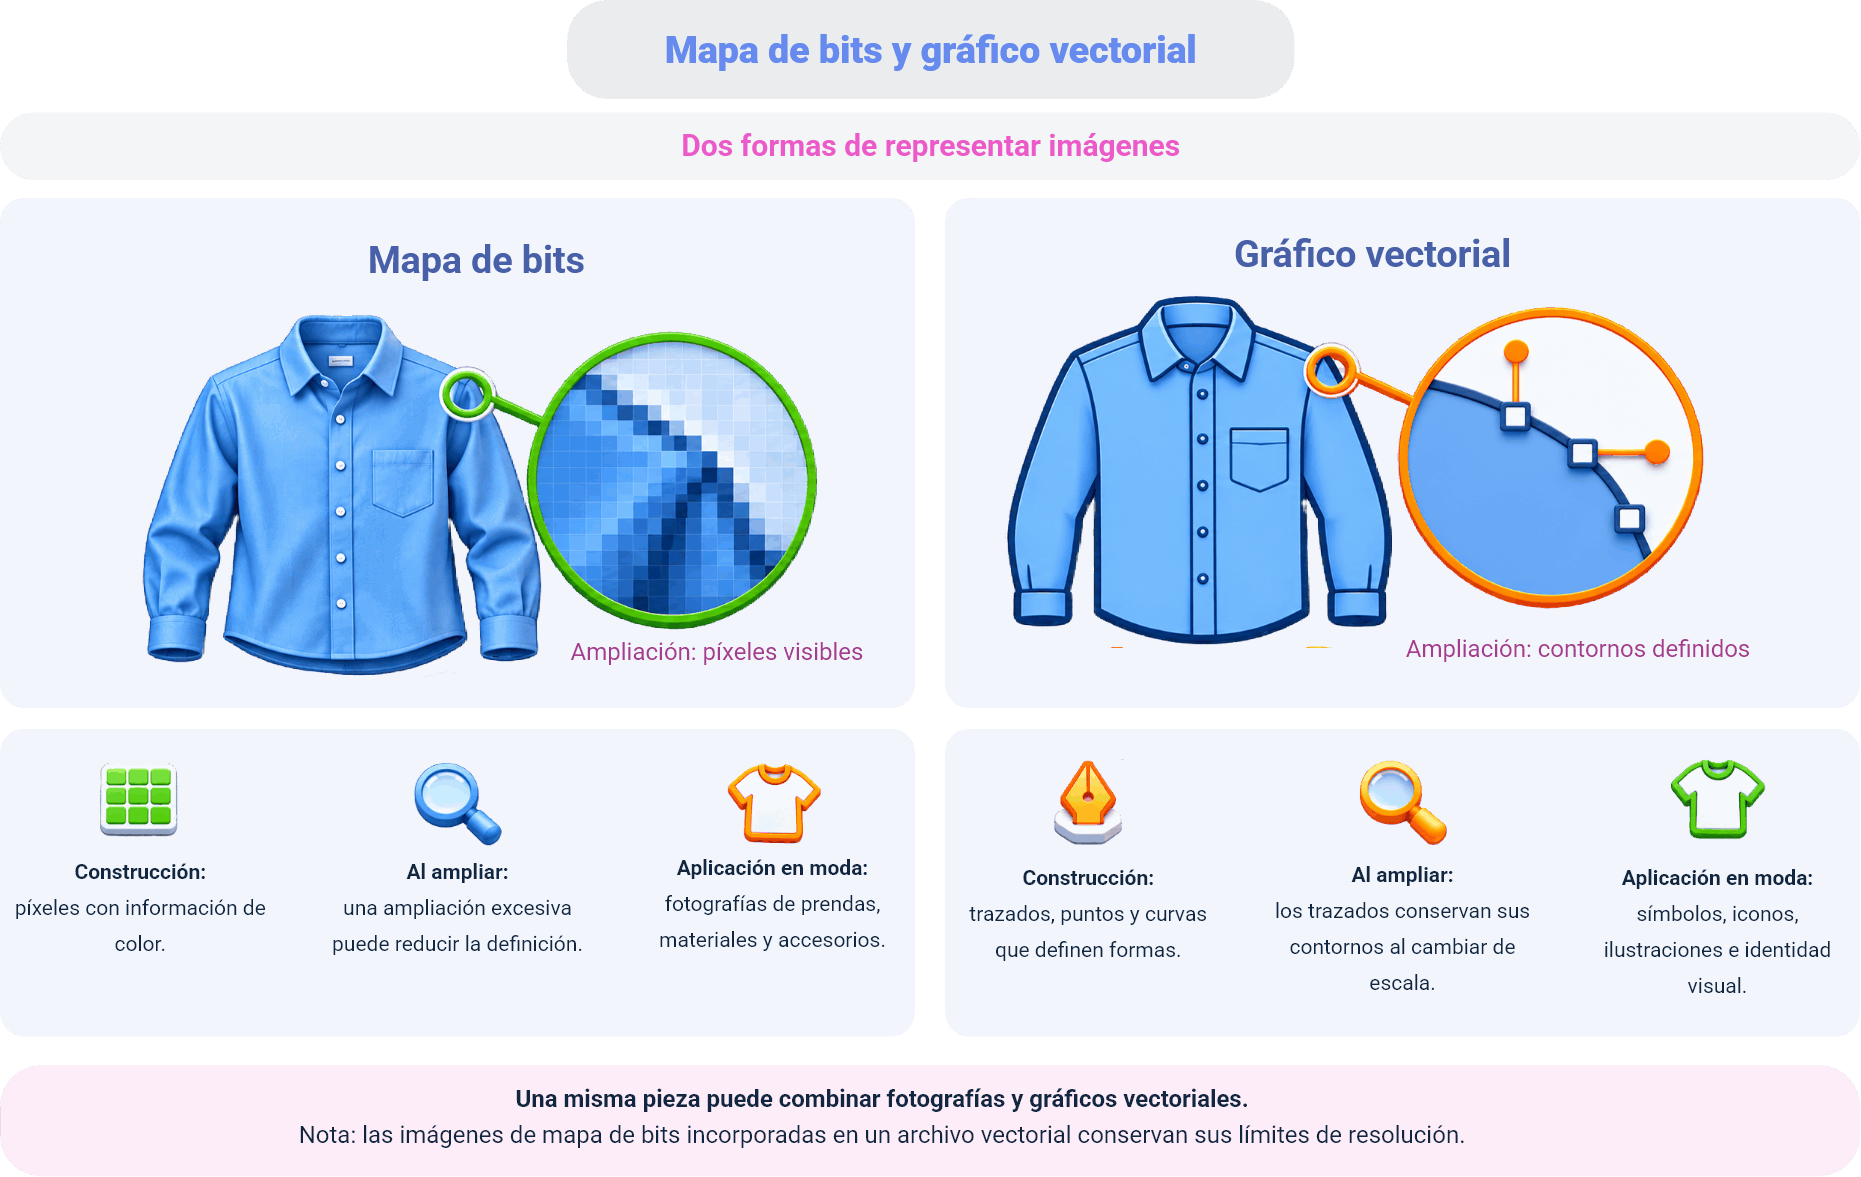 Mapa de bits y gráfico vectorial
Dos formas de representar imágenes
Mapa de bits
Ampliación: píxeles visibles
Gráfico vectorial
Ampliación: contornos definidos
Construcción:
píxeles con información de
color.
Al ampliar:
una ampliación excesiva
puede reducir la definición.
Aplicación en moda:
fotografías de prendas,
materiales y accesorios.
Construcción:
trazados, puntos y curvas
que definen formas.
Al ampliar:
los trazados conservan sus
contornos al cambiar de
escala.
Aplicación en moda:
símbolos, iconos,
ilustraciones e identidad
visual.
Una misma pieza puede combinar fotografías y gráficos vectoriales.
Nota: las imágenes de mapa de bits incorporadas en un archivo vectorial conservan sus límites de resolución.